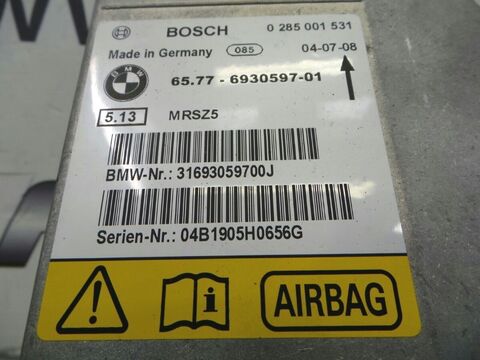 BOSCH 0 285 001 531
Made in Germany 085 04-07-08
BMW 65.77 - 6930597-01
5.13 MRSZ5
BMW-Nr.: 31693059700J
Serien-Nr.: 04B1905H0656G
! i AIRBAG